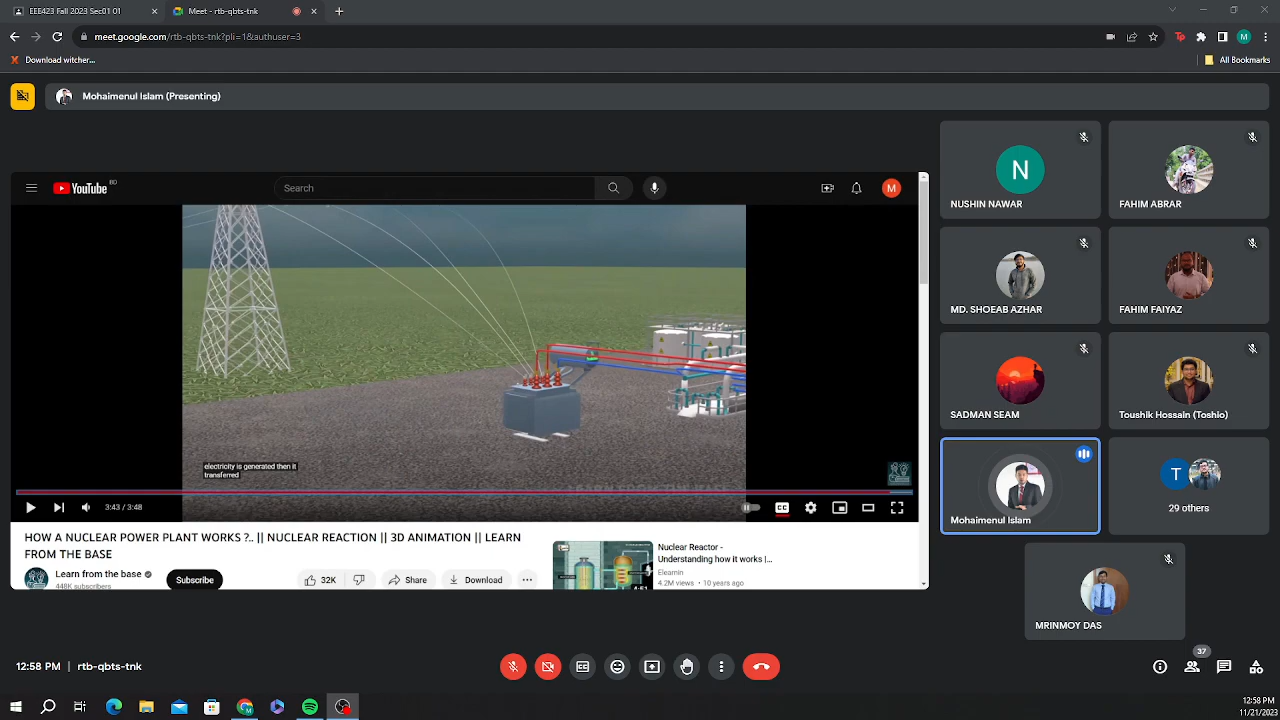 EEE423 Fall 2023 Sec01 01
Meet - rtb-qbts-tnk
meet.google.com/rtb-qbts-tnk?pli=1&authuser=3
M
Download witcher...
All Bookmarks
Mohaimenul Islam (Presenting)
YouTube BD
Search
M
electricity is generated then it
transferred
3:43 / 3:48
CC
HOW A NUCLEAR POWER PLANT WORKS ?.. || NUCLEAR REACTION || 3D ANIMATION || LEARN
FROM THE BASE
Learn from the base
448K subscribers
Subscribe
32K
Share
Download
Nuclear Reactor -
Understanding how it works |...
Elearnin
4.2M views • 10 years ago
N
NUSHIN NAWAR
FAHIM ABRAR
MD. SHOEAB AZHAR
FAHIM FAIYAZ
SADMAN SEAM
Toushik Hossain (Toshio)
Mohaimenul Islam
T
29 others
MRINMOY DAS
12:58 PM | rtb-qbts-tnk
37
12:58 PM
11/21/2023